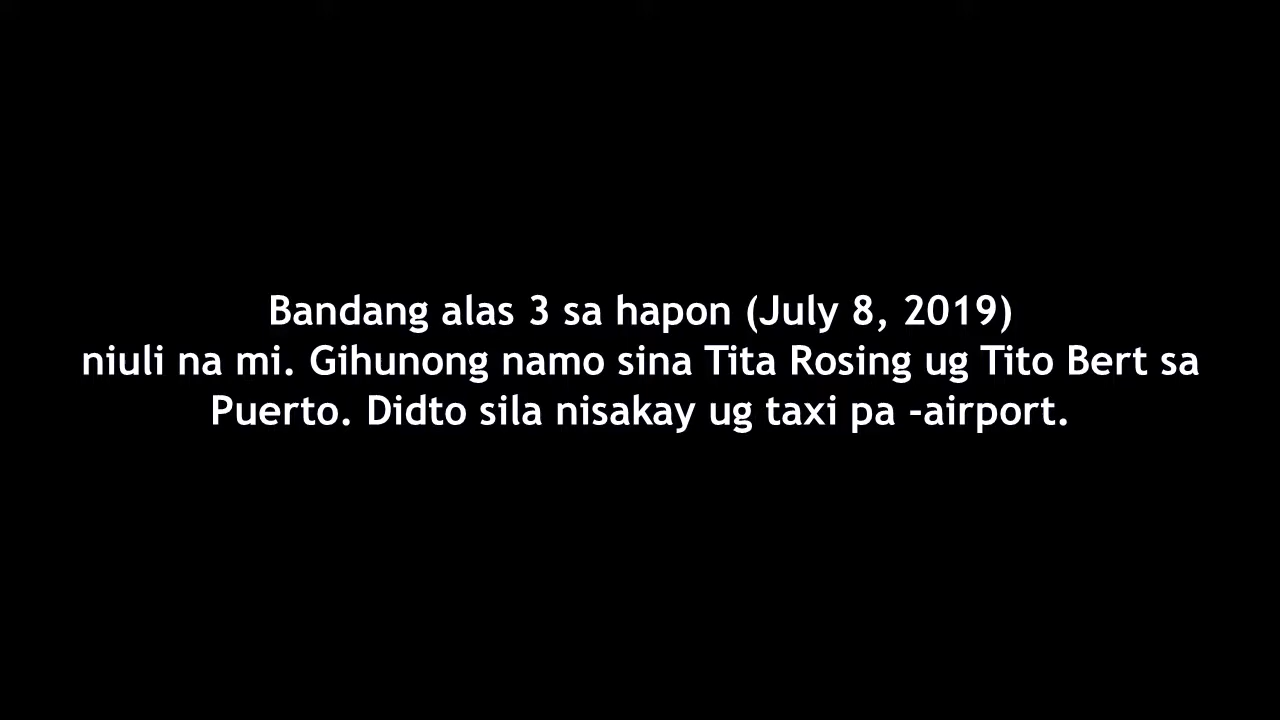 Bandang alas 3 sa hapon (July 8, 2019)
niuli na mi. Gihunong namo sina Tita Rosing ug Tito Bert sa
Puerto. Didto sila nisakay ug taxi pa -airport.